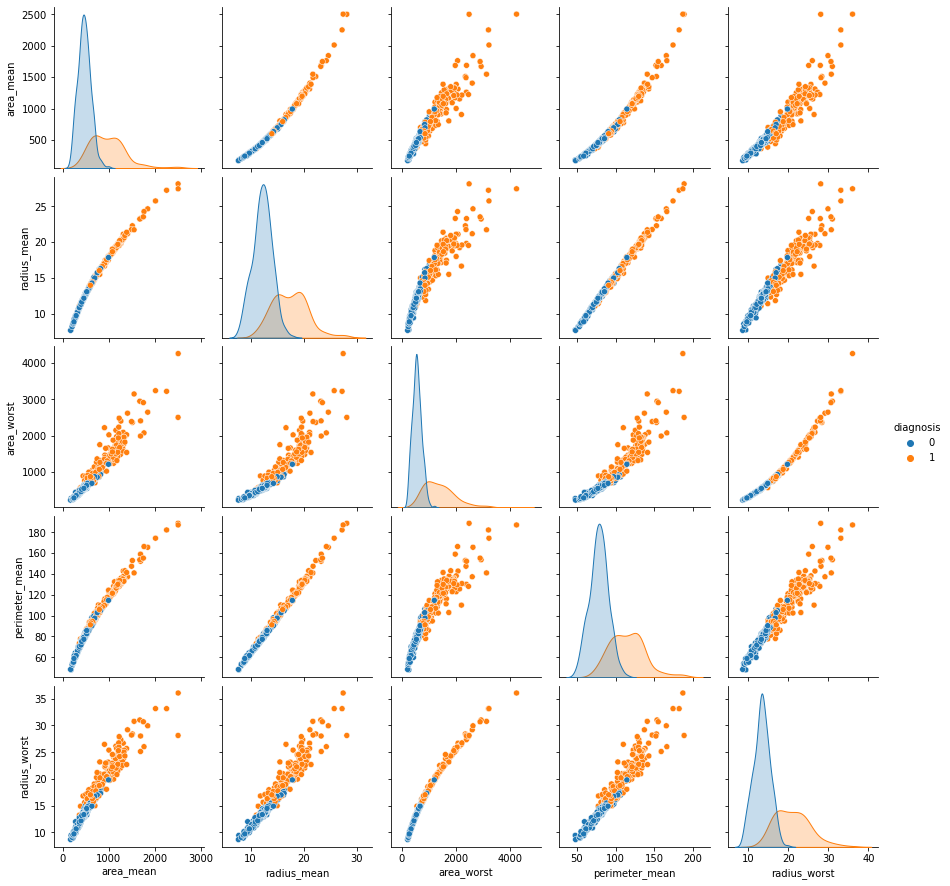 2500
2000
1500
1000
500
area_mean
25
20
15
10
radius_mean
4000
3000
2000
1000
area_worst
diagnosis
0
1
180
160
140
120
100
80
60
perimeter_mean
35
30
25
20
15
10
radius_worst
0 1000 2000 3000
area_mean
10 20 30
radius_mean
0 2000 4000
area_worst
50 100 150 200
perimeter_mean
10 20 30 40
radius_worst